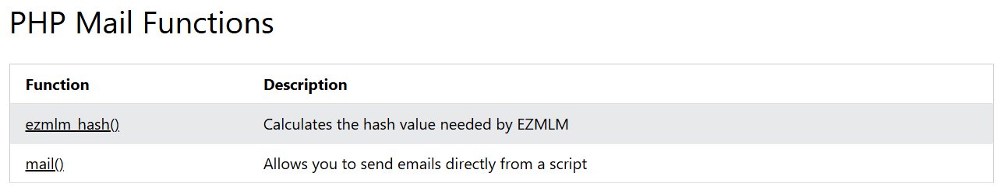 PHP Mail Functions
Function Description
ezmlm_hash() Calculates the hash value needed by EZMLM
mail() Allows you to send emails directly from a script